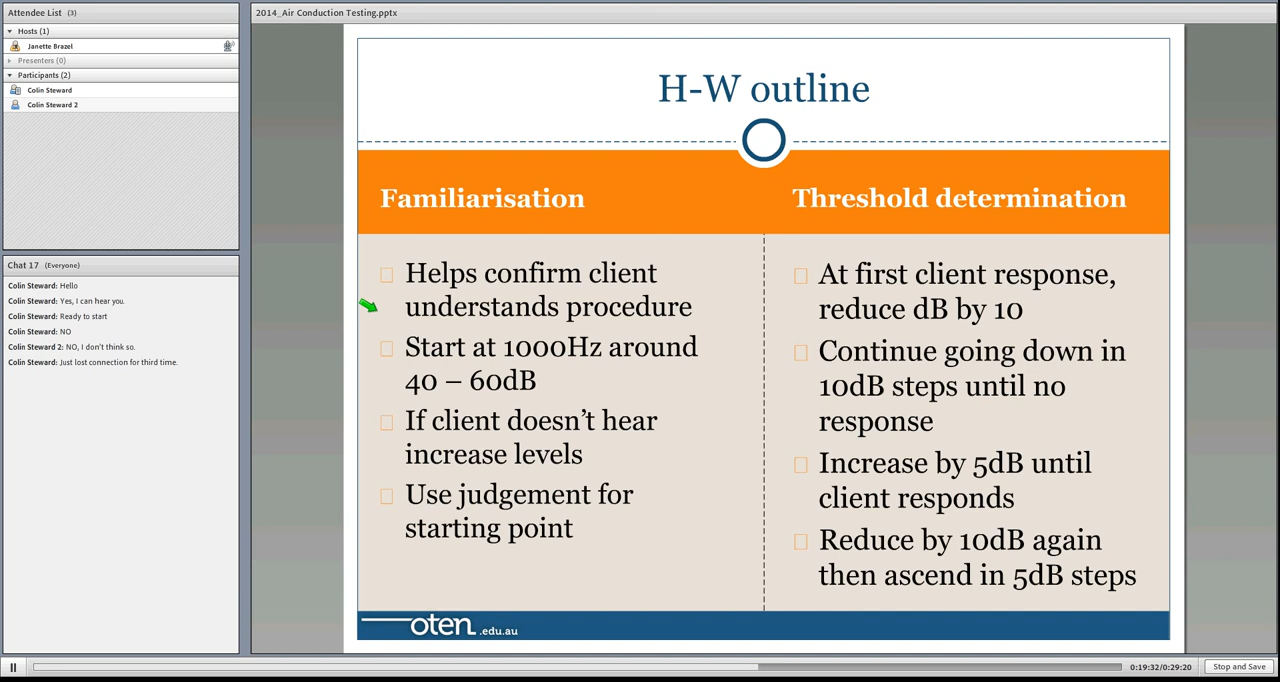 Attendee List (3)
Hosts (1)
Janette Brazel
Presenters (0)
Participants (2)
Colin Steward
Colin Steward 2
Chat 17 (Everyone)
Colin Steward: Hello
Colin Steward: Yes, I can hear you.
Colin Steward: Ready to start
Colin Steward: NO
Colin Steward 2: NO, I don't think so.
Colin Steward: Just lost connection for third time.
2014_Air Conduction Testing.pptx
H-W outline
Familiarisation
Helps confirm client
understands procedure
Start at 1000Hz around
40 – 60dB
If client doesn't hear
increase levels
Use judgement for
starting point
Threshold determination
At first client response,
reduce dB by 10
Continue going down in
10dB steps until no
response
Increase by 5dB until
client responds
Reduce by 10dB again
then ascend in 5dB steps
oten.edu.au
0:19:32/0:29:20
Stop and Save